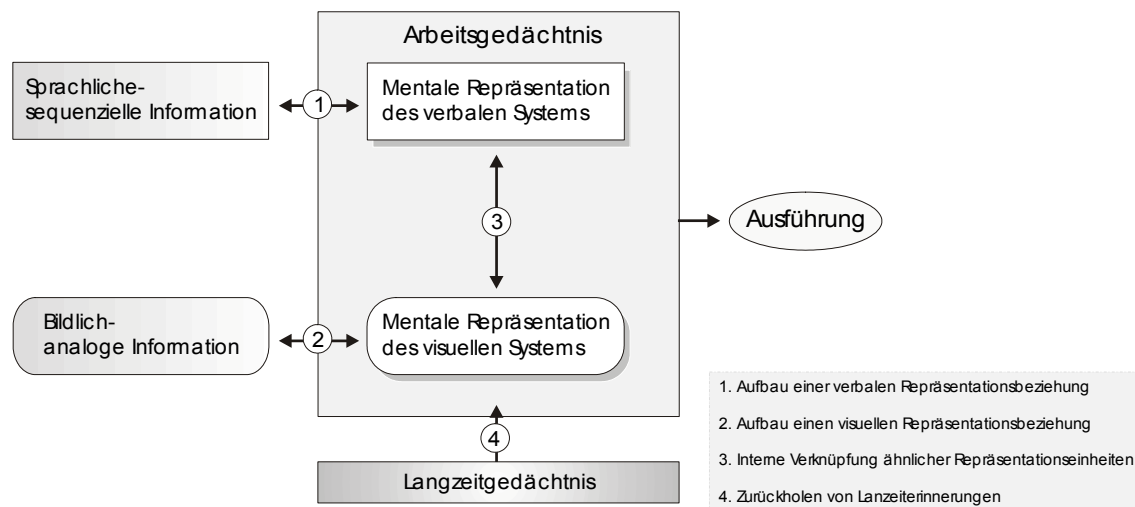 Arbeitsgedächtnis
Sprachliche-
sequenzielle Information
1
Mentale Repräsentation
des verbalen Systems
3
Ausführung
Bildlich-
analoge Information
2
Mentale Repräsentation
des visuellen Systems
4
Langzeitgedächtnis
1. Aufbau einer verbalen Repräsentationsbeziehung
2. Aufbau einen visuellen Repräsentationsbeziehung
3. Interne Verknüpfung ähnlicher Repräsentationseinheiten
4. Zurückholen von Lanzeiterinnerungen